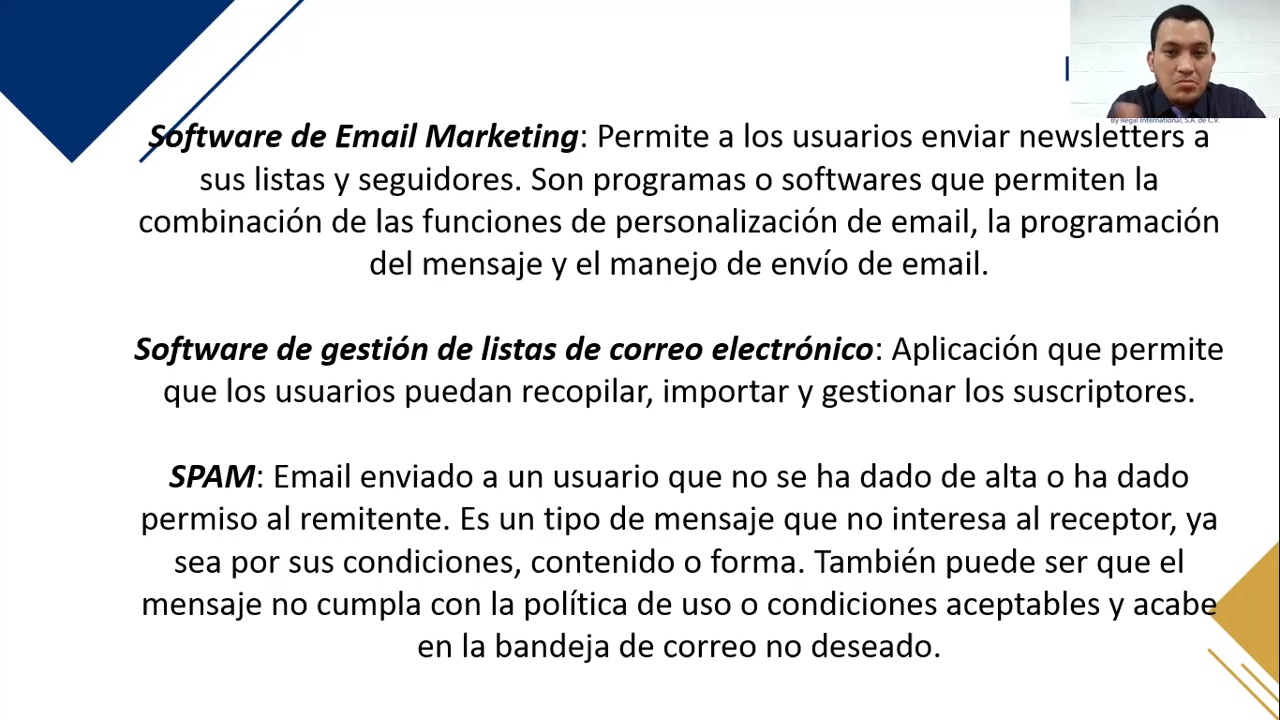 By Regal International, S.A. de C.V.
Software de Email Marketing: Permite a los usuarios enviar newsletters a
sus listas y seguidores. Son programas o softwares que permiten la
combinación de las funciones de personalización de email, la programación
del mensaje y el manejo de envío de email.
Software de gestión de listas de correo electrónico: Aplicación que permite
que los usuarios puedan recopilar, importar y gestionar los suscriptores.
SPAM: Email enviado a un usuario que no se ha dado de alta o ha dado
permiso al remitente. Es un tipo de mensaje que no interesa al receptor, ya
sea por sus condiciones, contenido o forma. También puede ser que el
mensaje no cumpla con la política de uso o condiciones aceptables y acabe
en la bandeja de correo no deseado.